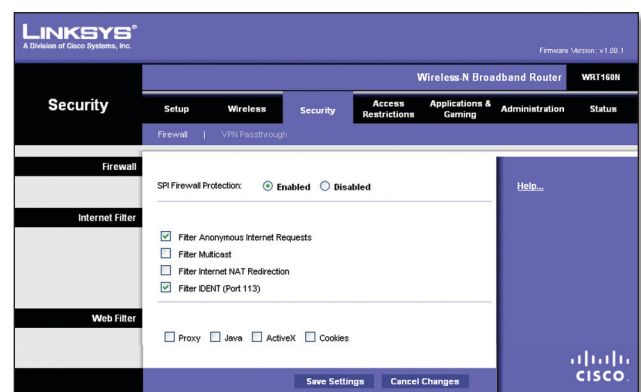 LINKSYS®
A Division of Cisco Systems, Inc.
Firmware Version: v1.00.1
Wireless-N Broadband Router WRT160N
Security
Setup Wireless Security Access Restrictions Applications & Gaming Administration Status
Firewall | VPN Passthrough
Firewall
SPI Firewall Protection: Enabled Disabled
Help...
Internet Filter
Filter Anonymous Internet Requests
Filter Multicast
Filter Internet NAT Redirection
Filter IDENT (Port 113)
Web Filter
Proxy Java ActiveX Cookies
Save Settings Cancel Changes
CISCO.